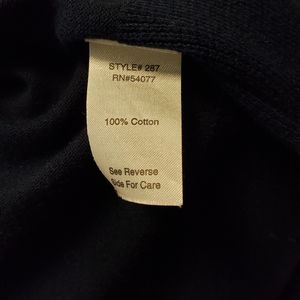 STYLE# 287
RN#54077
100% Cotton
See Reverse
Side For Care